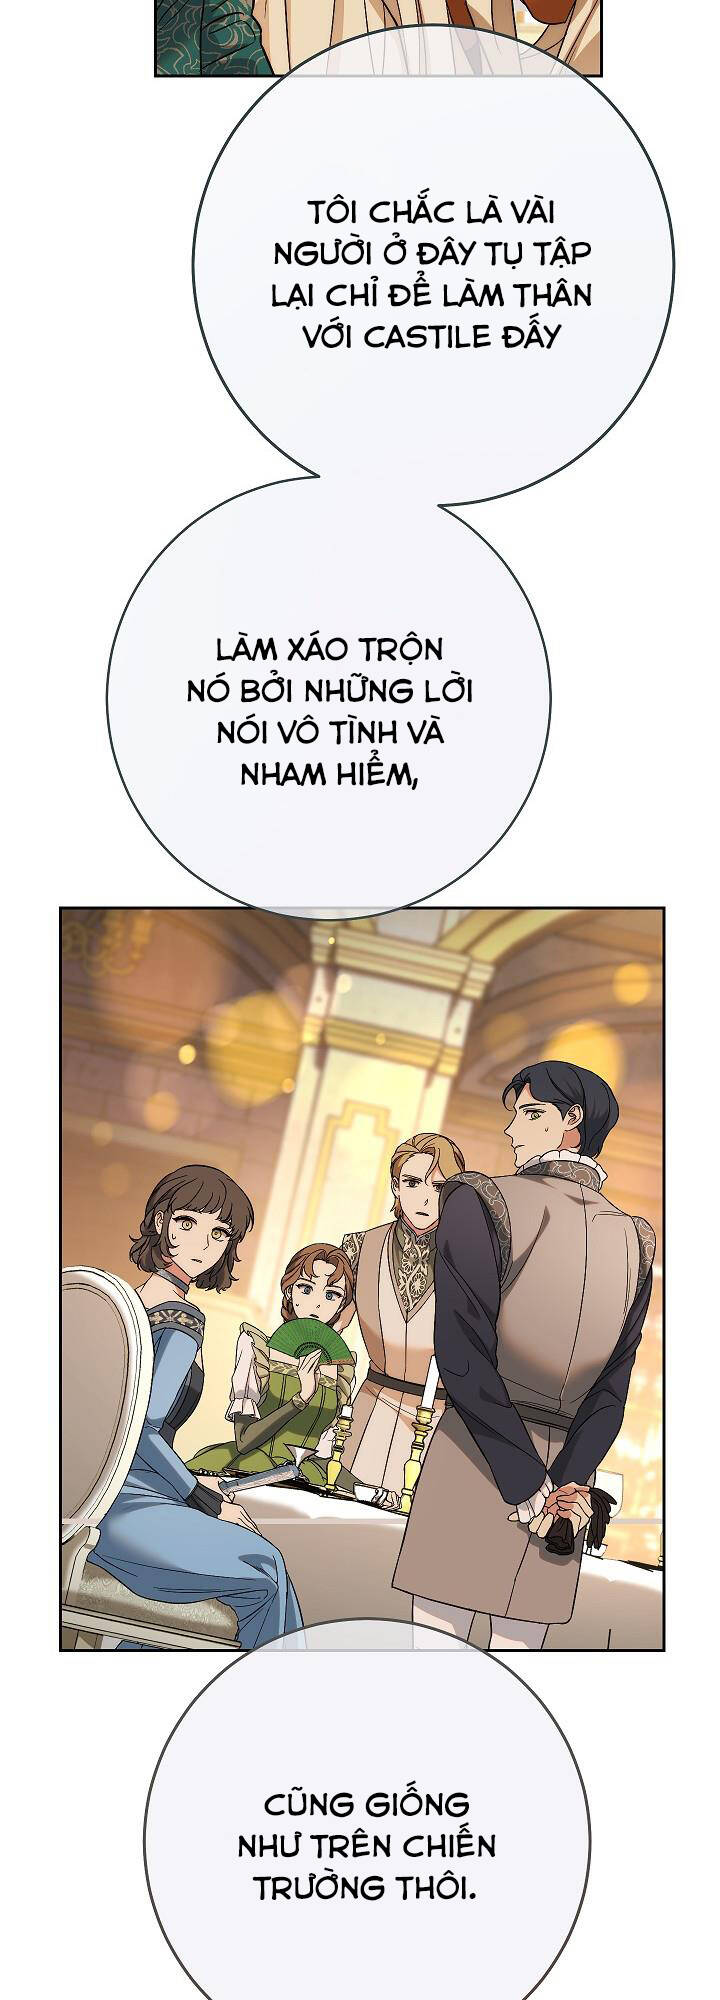 TÔI CHẮC LÀ VÀI
NGƯỜI Ở ĐÂY TỤ TẬP
LẠI CHỈ ĐỂ LÀM THÂN
VỚI CASTILE ĐẤY
LÀM XÁO TRỘN
NÓ BỞI NHỮNG LỜI
NÓI VÔ TÌNH VÀ
NHAM HIỂM,
CŨNG GIỐNG
NHƯ TRÊN CHIẾN
TRƯỜNG THÔI.